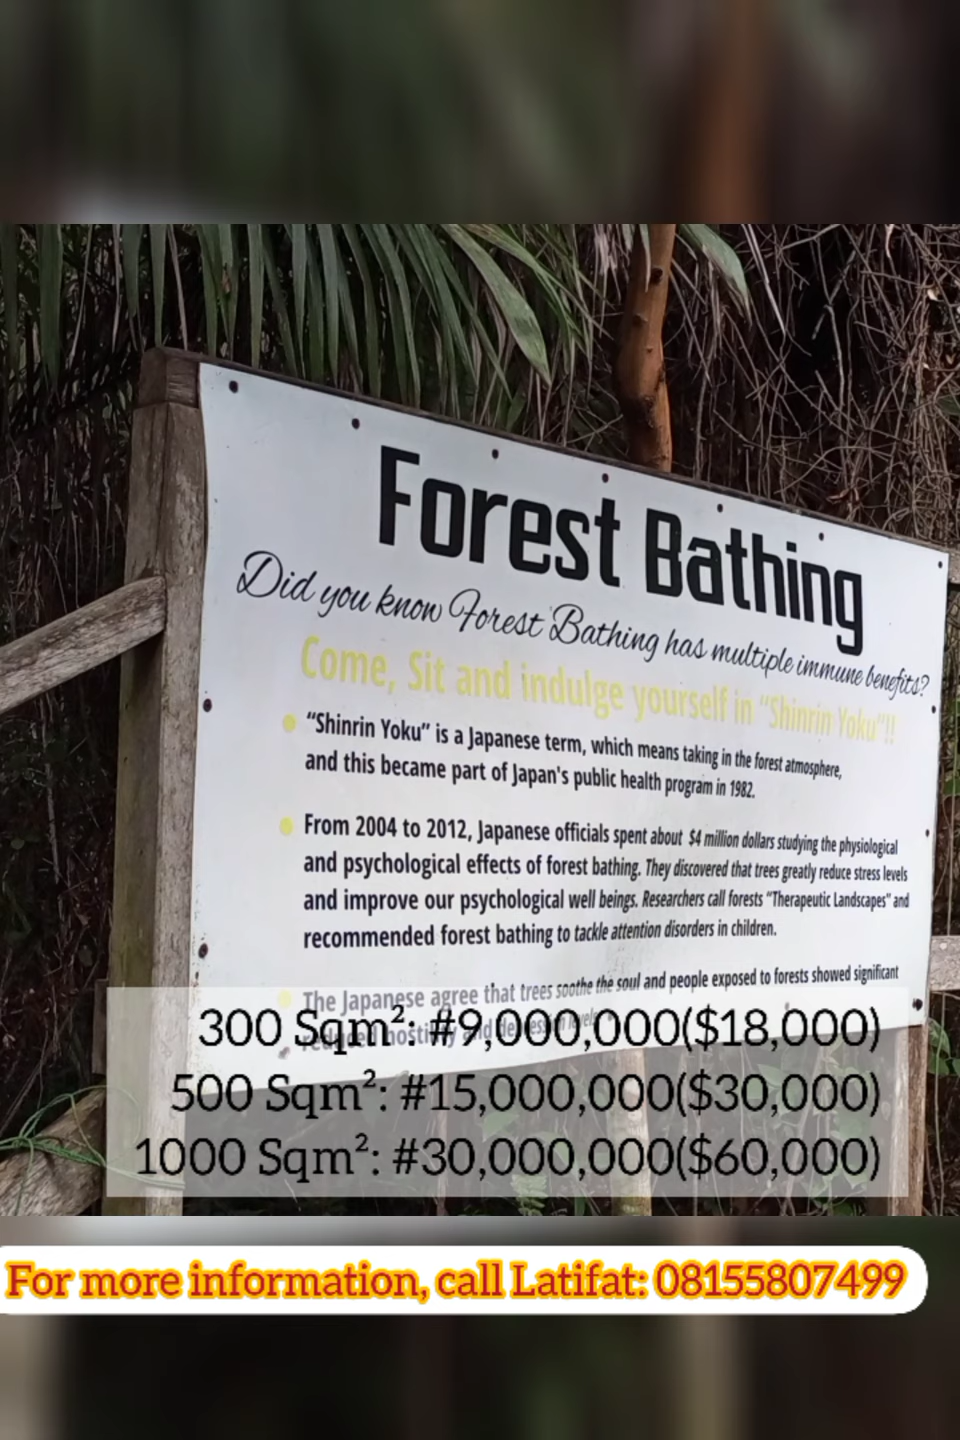 Forest Bathing
Did you know Forest Bathing has multiple immune benefits?
Come, Sit and indulge yourself in "Shinrin Yoku"!!
"Shinrin Yoku" is a Japanese term, which means taking in the forest atmosphere,
and this became part of Japan's public health program in 1982.
From 2004 to 2012, Japanese officials spent about $4 million dollars studying the physiological
and psychological effects of forest bathing. They discovered that trees greatly reduce stress levels
and improve our psychological well beings. Researchers call forests "Therapeutic Landscapes" and
recommended forest bathing to tackle attention disorders in children.
The Japanese agree that trees soothe the soul and people exposed to forests showed significant
reduced hostility and depression levels
300 Sqm²: #9,000,000($18,000)
500 Sqm²: #15,000,000($30,000)
1000 Sqm²: #30,000,000($60,000)
For more information, call Latifat: 08155807499